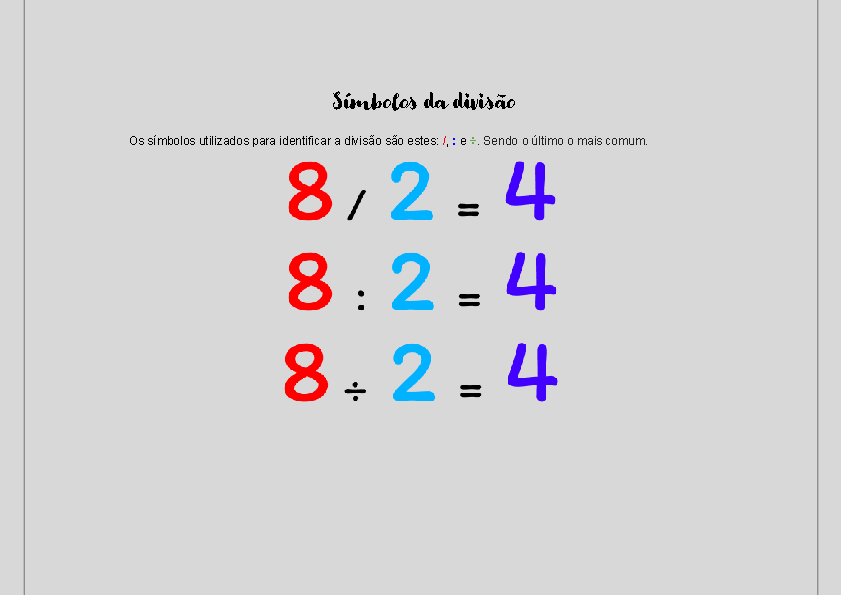 Símbolos da divisão
Os símbolos utilizados para identificar a divisão são estes: /, : e ÷. Sendo o último o mais comum.
8 / 2 = 4
8 : 2 = 4
8 ÷ 2 = 4